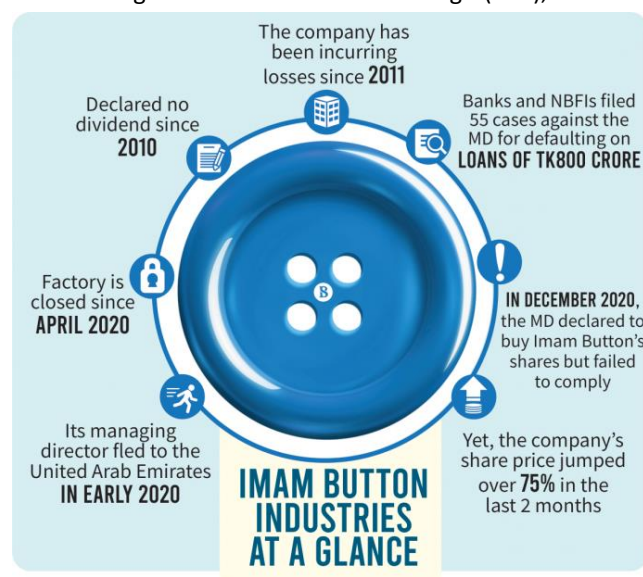 The company has
been incurring
losses since 2011
Declared no
dividend since
2010
Banks and NBFIs filed
55 cases against the
MD for defaulting on
LOANS OF TK800 CRORE
Factory is
closed since
APRIL 2020
IN DECEMBER 2020,
the MD declared to
buy Imam Button's
shares but failed
to comply
Its managing
director fled to the
United Arab Emirates
IN EARLY 2020
Yet, the company's
share price jumped
over 75% in the
last 2 months
B
IMAM BUTTON
INDUSTRIES
AT A GLANCE